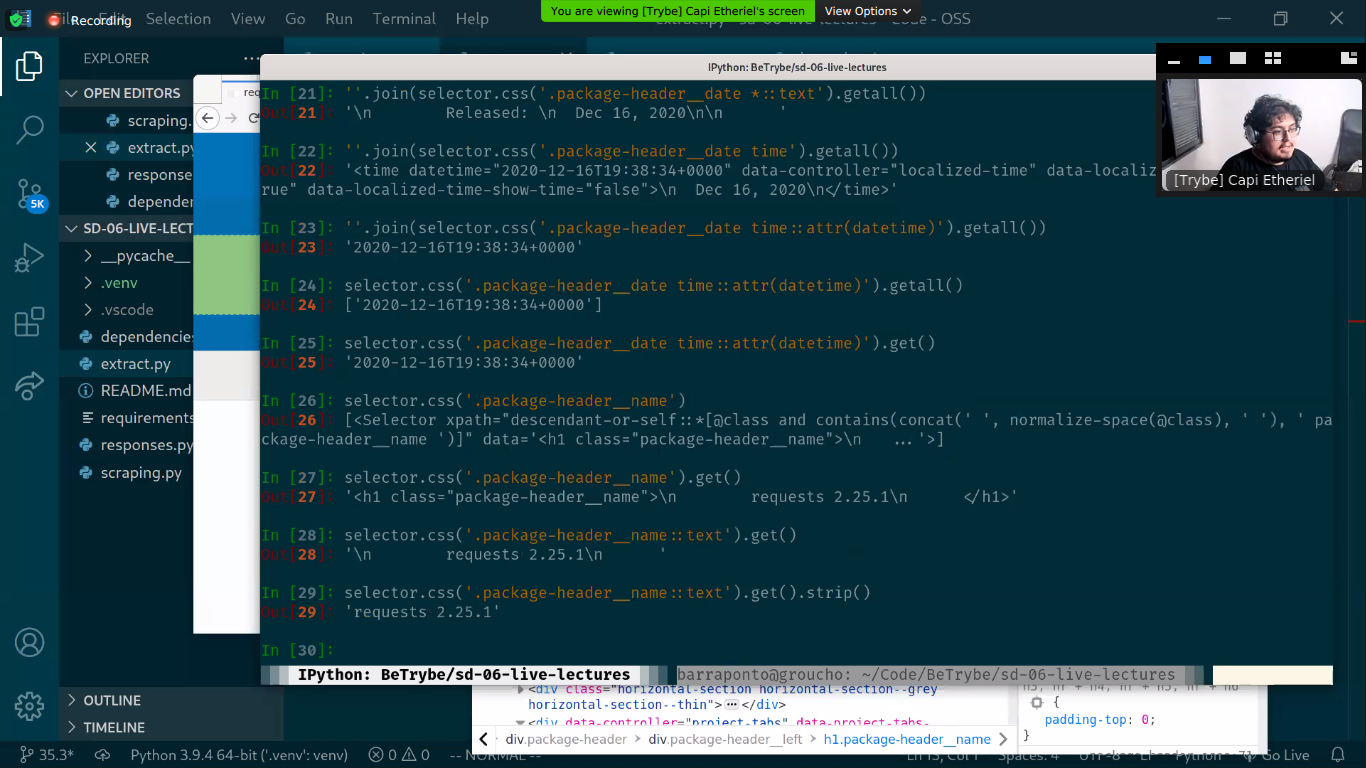 Recording
You are viewing [Trybe] Capi Etheriel's screen
View Options
Edit Selection View Go Run Terminal Help
Code - OSS
EXPLORER
OPEN EDITORS
scraping.
extract.py
response
depender
SD-06-LIVE-LECT
__pycache__
.venv
.vscode
dependencies
extract.py
README.md
requirements
responses.py
scraping.py
OUTLINE
TIMELINE
req
IPython: BeTrybe/sd-06-live-lectures
In [21]: ''.join(selector.css('.package-header__date *::text').getall())
Out[21]: '\n        Released: \n  Dec 16, 2020\n\n      '
In [22]: ''.join(selector.css('.package-header__date time').getall())
Out[22]: '<time datetime="2020-12-16T19:38:34+0000" data-controller="localized-time" data-localiz
rue" data-localized-time-show-time="false">\n  Dec 16, 2020\n</time>'
In [23]: ''.join(selector.css('.package-header__date time::attr(datetime)').getall())
Out[23]: '2020-12-16T19:38:34+0000'
In [24]: selector.css('.package-header__date time::attr(datetime)').getall()
Out[24]: ['2020-12-16T19:38:34+0000']
In [25]: selector.css('.package-header__date time::attr(datetime)').get()
Out[25]: '2020-12-16T19:38:34+0000'
In [26]: selector.css('.package-header__name')
Out[26]: [<Selector xpath="descendant-or-self::*[@class and contains(concat(' ', normalize-space(@class), ' '), ' pa
ckage-header__name ')]" data='<h1 class="package-header__name">\n   ...'>]
In [27]: selector.css('.package-header__name').get()
Out[27]: '<h1 class="package-header__name">\n        requests 2.25.1\n      </h1>'
In [28]: selector.css('.package-header__name::text').get()
Out[28]: '\n        requests 2.25.1\n      '
In [29]: selector.css('.package-header__name::text').get().strip()
Out[29]: 'requests 2.25.1'
In [30]:
IPython: BeTrybe/sd-06-live-lectures
barraponto@groucho: ~/Code/BeTrybe/sd-06-live-lectures
[Trybe] Capi Etheriel
<div class="horizontal-section horizontal-section--grey
horizontal-section--thin"> ... </div>
<div data-controller="project-tabs" data-project-tabs-
div.package-header
div.package-header__left
h1.package-header__name
{
padding-top: 0;
}
5K
35.3*
Python 3.9.4 64-bit ('.venv': venv)
0
0
-- NORMAL --
Spaces: 4
UTF-8
Python
Go Live